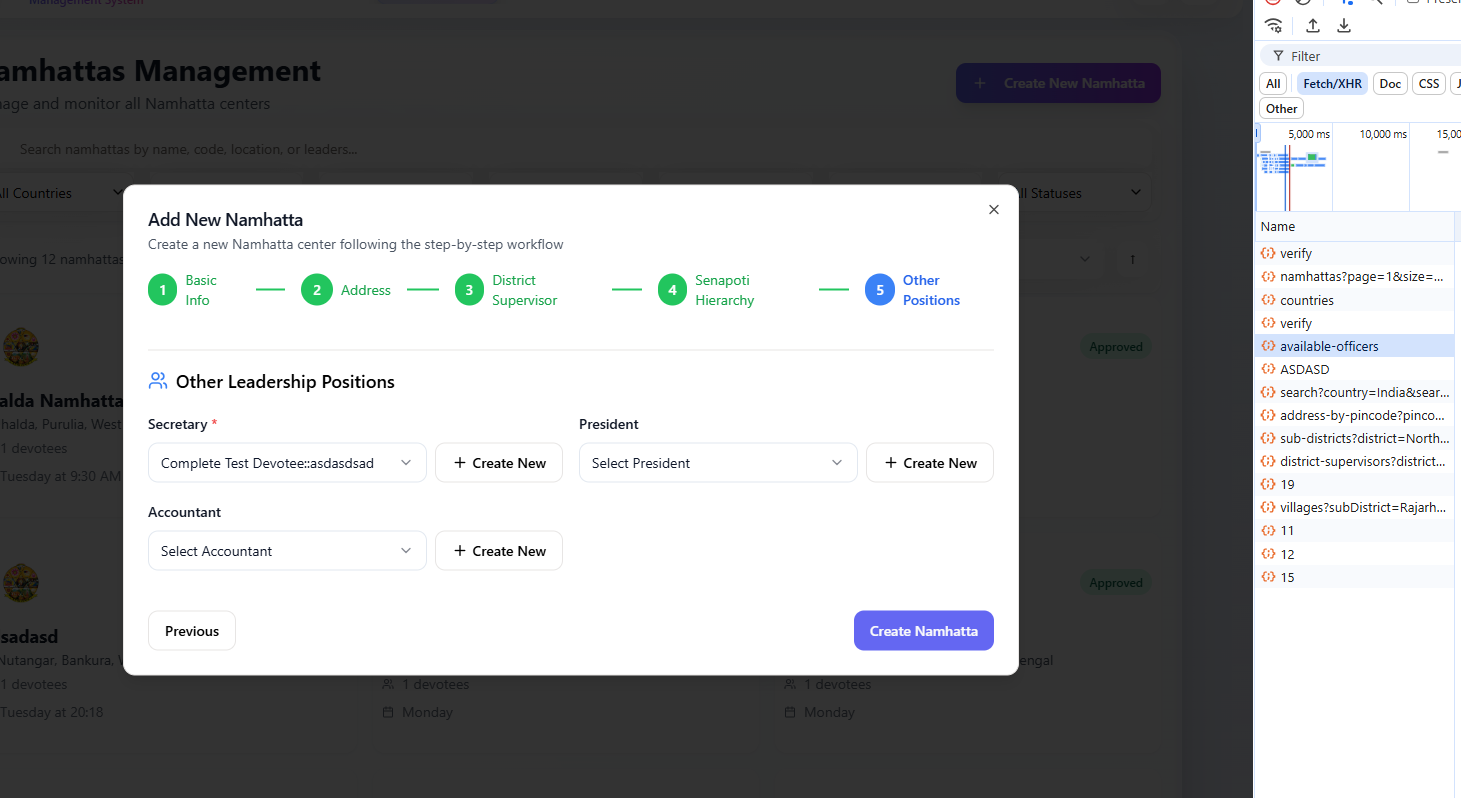 Management System
amhattas Management
nage and monitor all Namhatta centers
Create New Namhatta
Search namhattas by name, code, location, or leaders...
All Countries
All Statuses
owing 12 namhattas
Add New Namhatta
Create a new Namhatta center following the step-by-step workflow
1
Basic
Info
2
Address
3
District
Supervisor
4
Senapoti
Hierarchy
5
Other
Positions
Other Leadership Positions
Secretary *
Complete Test Devotee::asdasdsad
+ Create New
President
Select President
+ Create New
Accountant
Select Accountant
+ Create New
Previous
Create Namhatta
Approved
alda Namhatta
halda, Purulia, West
1 devotees
Tuesday at 9:30 AM
Approved
sadasd
Nutangar, Bankura, W
engal
1 devotees
1 devotees
1 devotees
Tuesday at 20:18
Monday
Monday
Filter
All
Fetch/XHR
Doc
CSS
Other
5,000 ms
10,000 ms
15,00
Name
verify
namhattas?page=1&size=...
countries
verify
available-officers
ASDASD
search?country=India&sear...
address-by-pincode?pinco...
sub-districts?district=North...
district-supervisors?district...
19
villages?subDistrict=Rajarh...
11
12
15